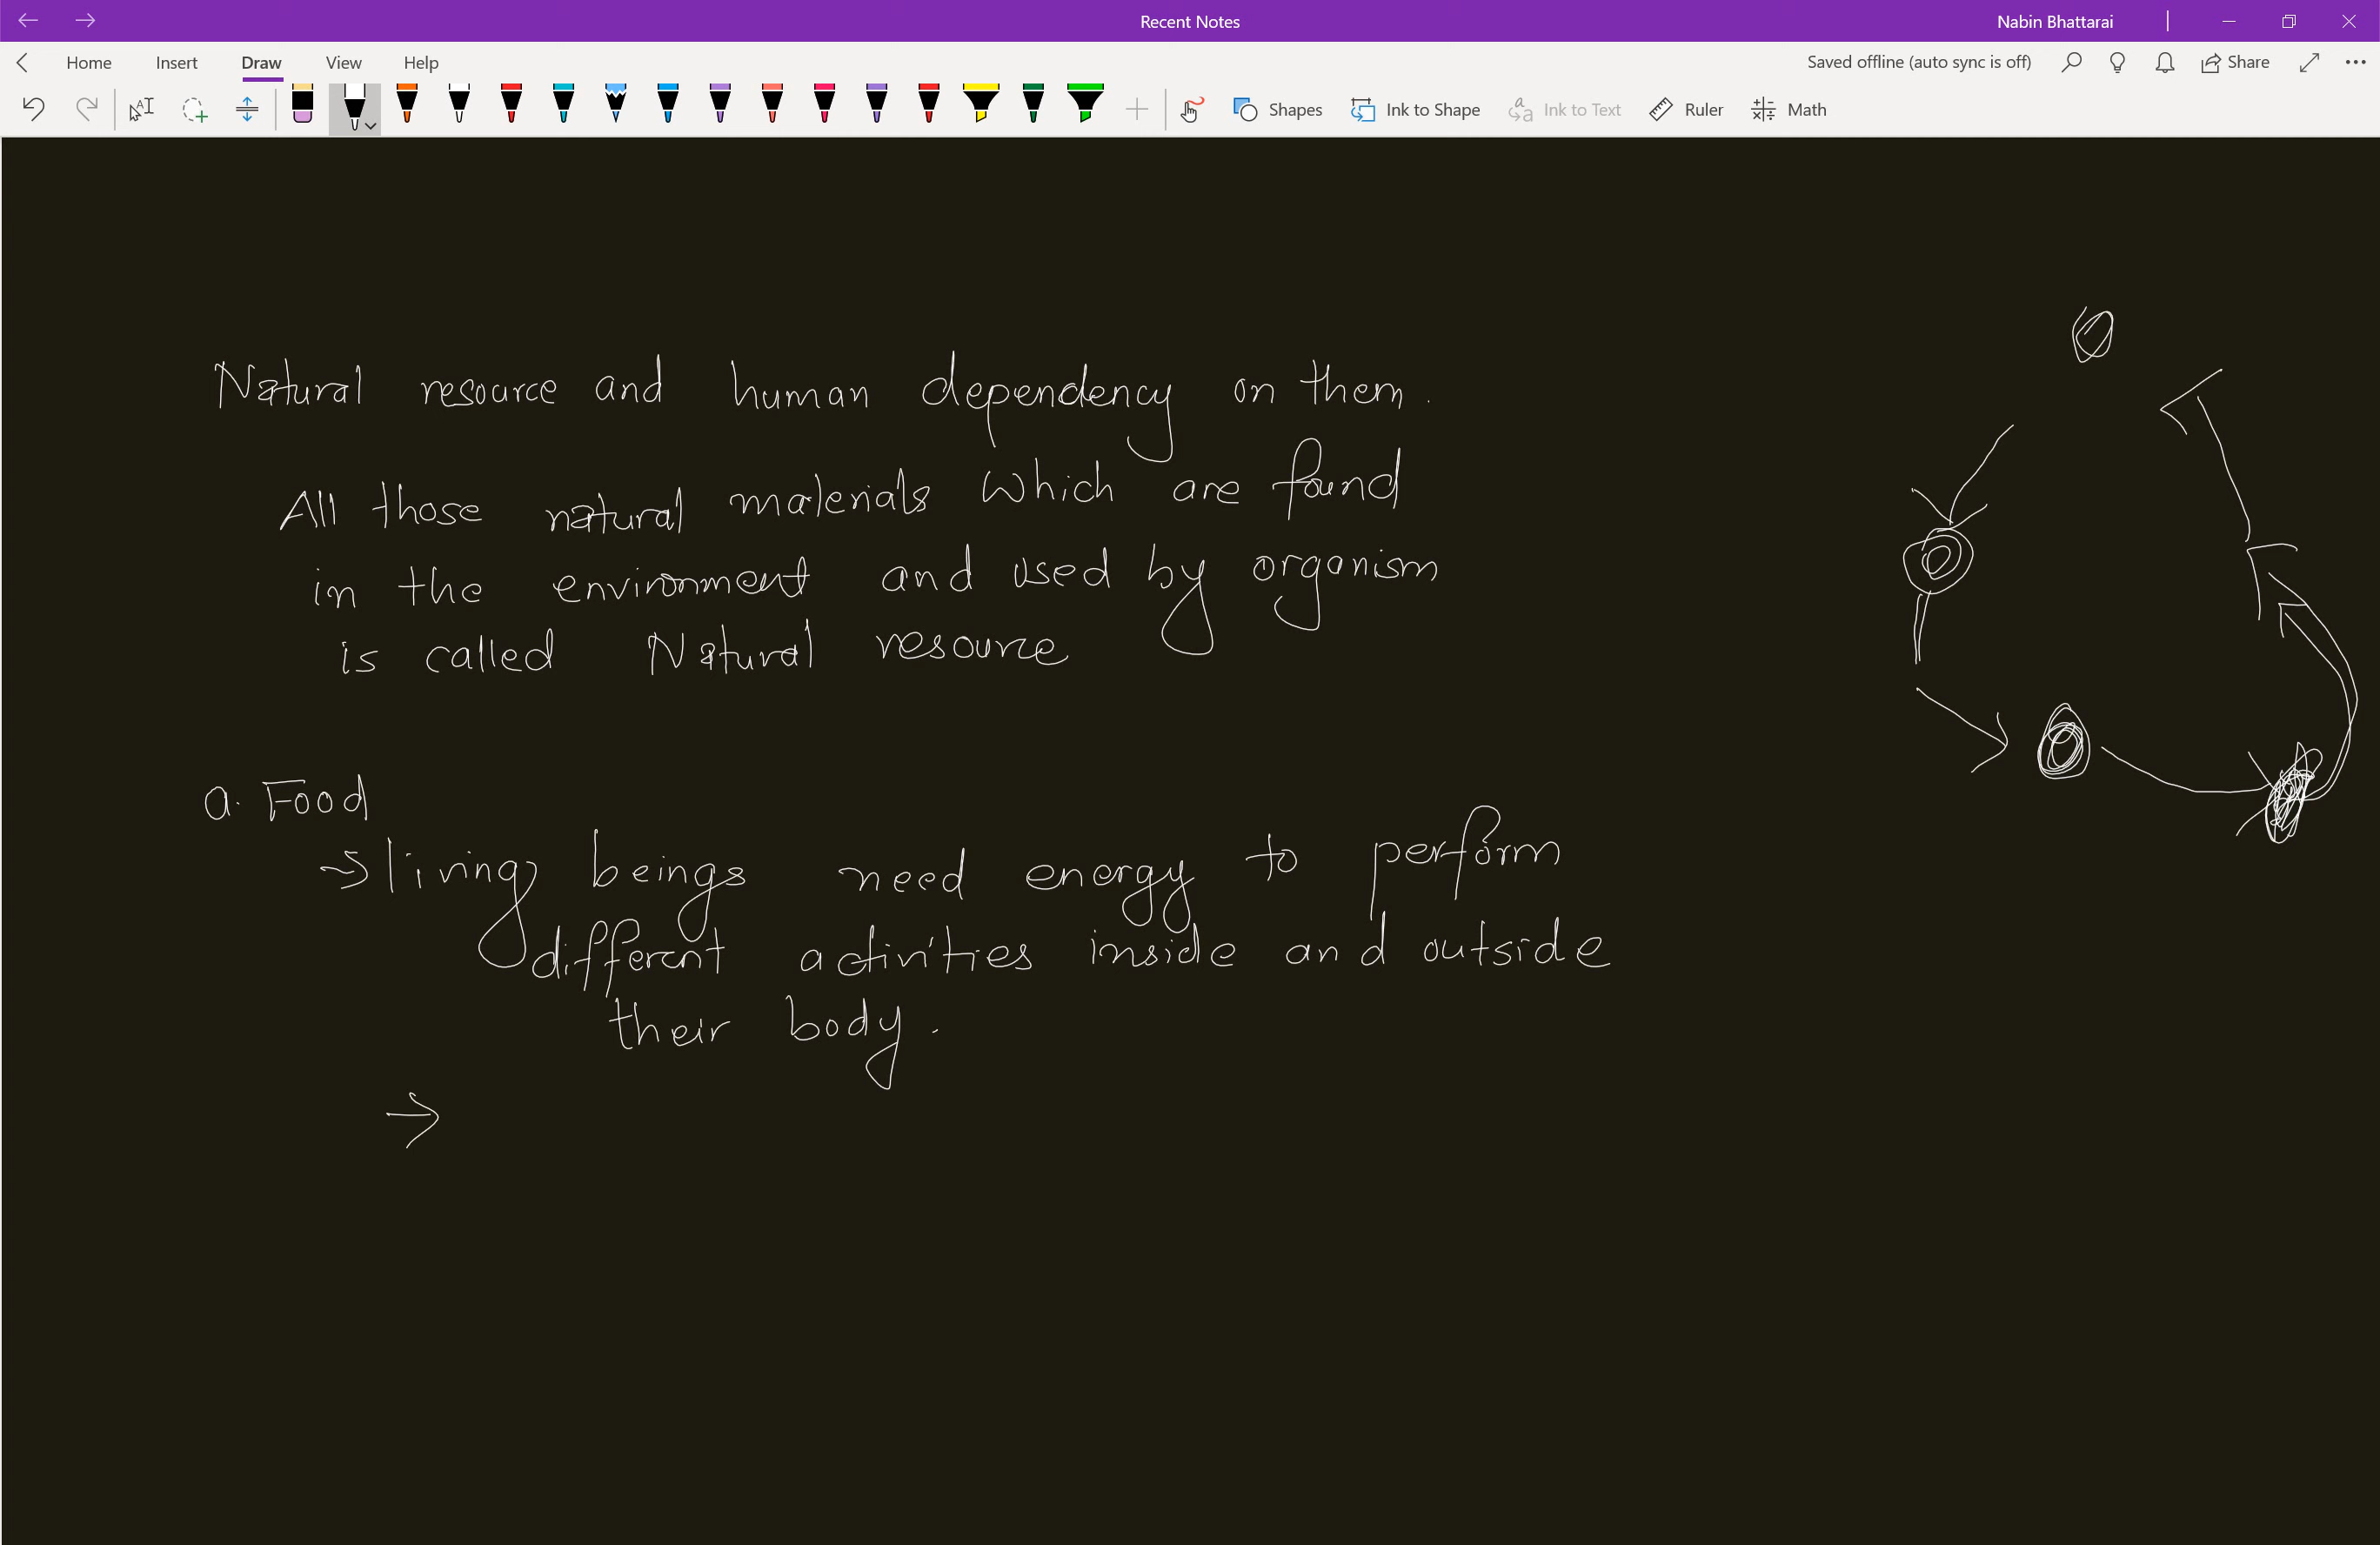 Recent Notes
Nabin Bhattarai
Home Insert Draw View Help
Saved offline (auto sync is off) Share
Shapes Ink to Shape Ink to Text Ruler Math
Natural resource and human dependency on them.
All those natural materials which are found
in the environment and used by organism
is called Natural resource
a. Food
→ living beings need energy to perform
different activities inside and outside
their body.
→